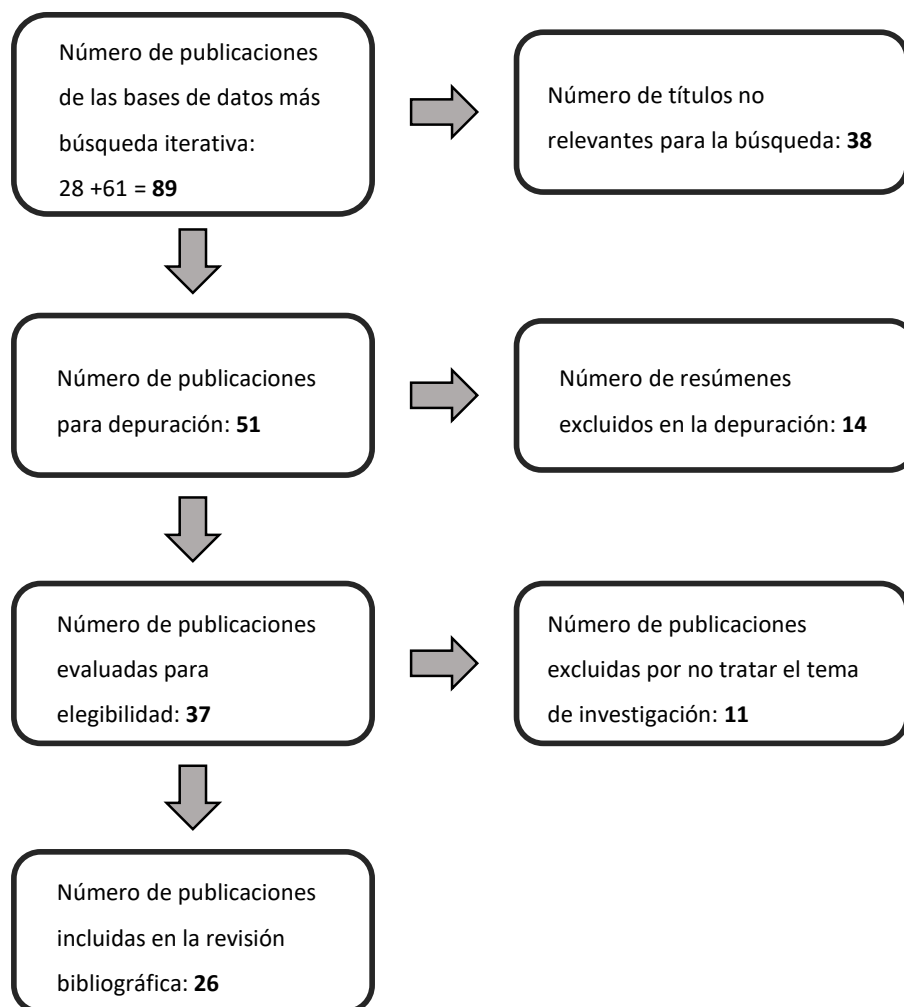 Número de publicaciones
de las bases de datos más
búsqueda iterativa:
28 +61 = 89
Número de títulos no
relevantes para la búsqueda: 38
Número de publicaciones
para depuración: 51
Número de resúmenes
excluidos en la depuración: 14
Número de publicaciones
evaluadas para
elegibilidad: 37
Número de publicaciones
excluidas por no tratar el tema
de investigación: 11
Número de publicaciones
incluidas en la revisión
bibliográfica: 26